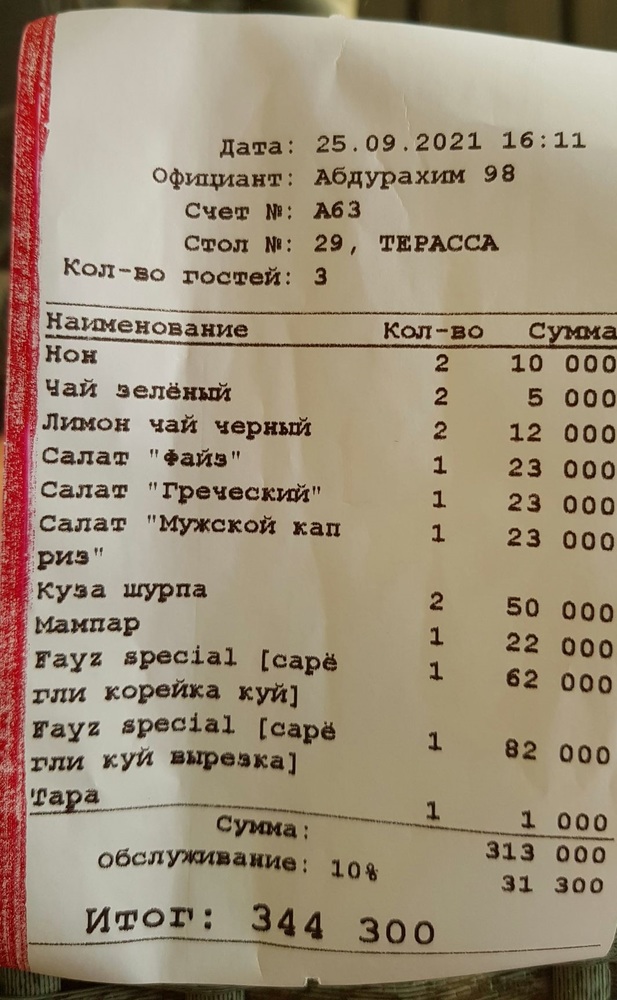 Дата: 25.09.2021 16:11
Официант: Абдурахим 98
Счет №: А63
Стол №: 29, ТЕРАССА
Кол-во гостей: 3
Наименование Кол-во Сумма
Нон 2 10 000
Чай зелёный 2 5 000
Лимон чай черный 2 12 000
Салат "Файз" 1 23 000
Салат "Греческий" 1 23 000
Салат "Мужской кап 1 23 000
риз"
Куза шурпа 2 50 000
Мампар 1 22 000
Fayz special [сарё 1 62 000
гли корейка куй]
Fayz special [сарё 1 82 000
гли куй вырезка]
Тара 1 1 000
Сумма: 313 000
Обслуживание: 10% 31 300
Итог: 344 300